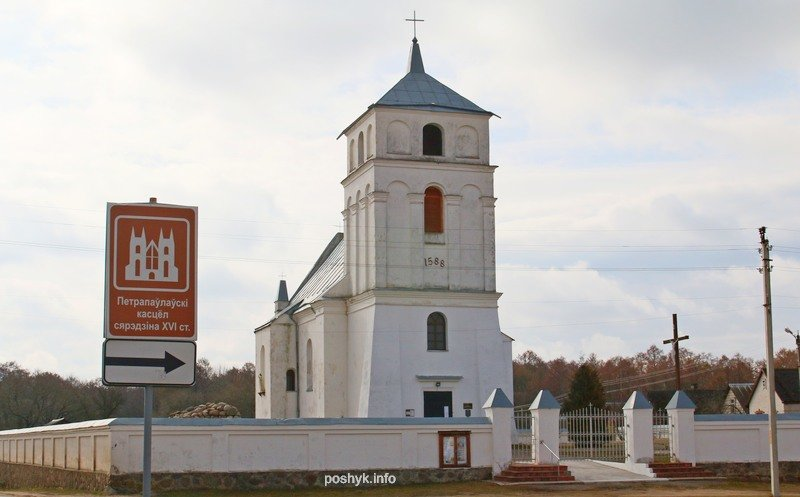 1588
Петрапаўлаўскі
касцёл
сярэдзіна XVI ст.
poshyk.info